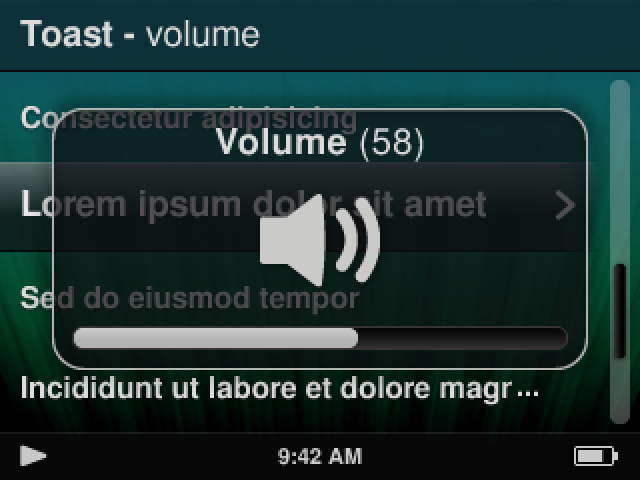 Toast - volume
Consectetur adipisicing
Volume (58)
Lorem ipsum dolor sit amet
Sed do eiusmod tempor
Incididunt ut labore et dolore magr...
9:42 AM